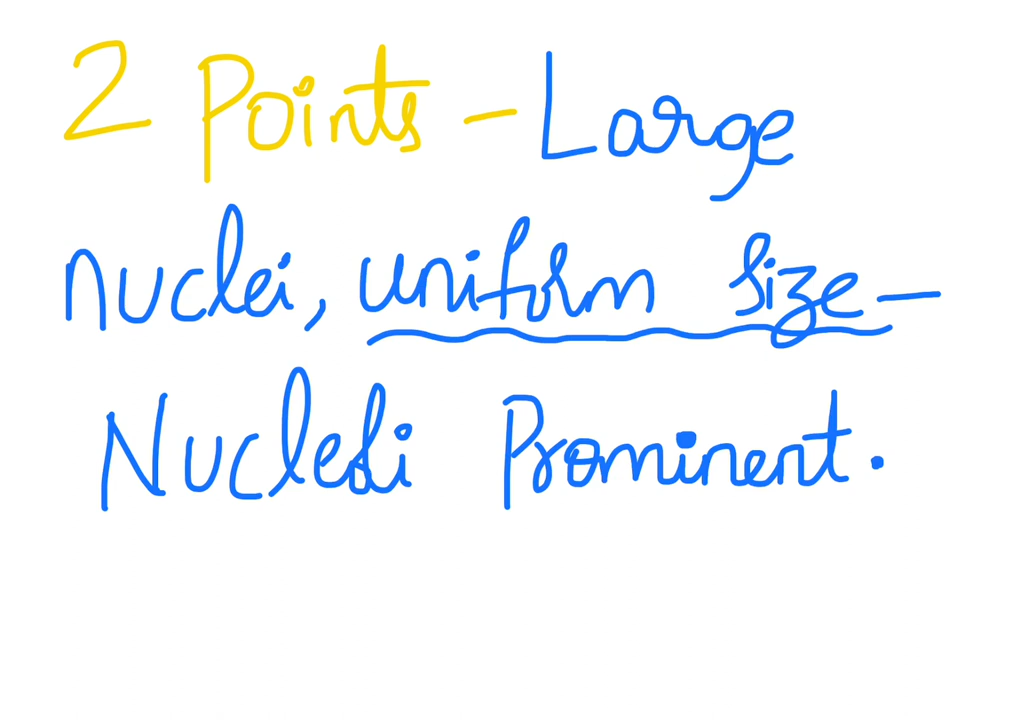 2 Points - Large
nuclei, uniform size -
Nucleoli Prominent.